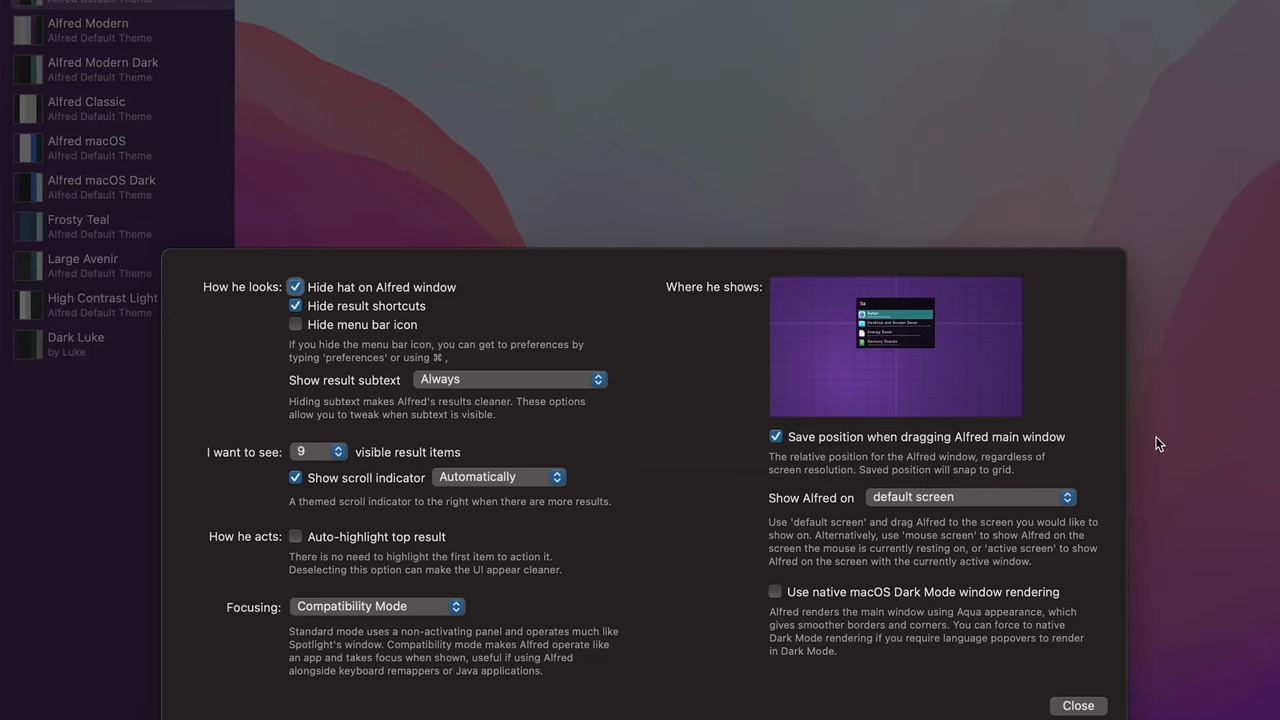 Alfred Default Theme
Alfred Modern
Alfred Default Theme
Alfred Modern Dark
Alfred Default Theme
Alfred Classic
Alfred Default Theme
Alfred macOS
Alfred Default Theme
Alfred macOS Dark
Alfred Default Theme
Frosty Teal
Alfred Default Theme
Large Avenir
Alfred Default Theme
High Contrast Light
Alfred Default Theme
Dark Luke
by Luke
How he looks:
Hide hat on Alfred window
Hide result shortcuts
Hide menu bar icon
If you hide the menu bar icon, you can get to preferences by
typing 'preferences' or using ⌘ ,
Show result subtext Always
Hiding subtext makes Alfred's results cleaner. These options
allow you to tweak when subtext is visible.
I want to see: 9 visible result items
Show scroll indicator Automatically
A themed scroll indicator to the right when there are more results.
How he acts: Auto-highlight top result
There is no need to highlight the first item to action it.
Deselecting this option can make the UI appear cleaner.
Focusing: Compatibility Mode
Standard mode uses a non-activating panel and operates much like
Spotlight's window. Compatibility mode makes Alfred operate like
an app and takes focus when shown, useful if using Alfred
alongside keyboard remappers or Java applications.
Where he shows:
Sa
Safari
Desktop and Screen Saver
Energy Saver
Savoury Snacks
Save position when dragging Alfred main window
The relative position for the Alfred window, regardless of
screen resolution. Saved position will snap to grid.
Show Alfred on default screen
Use 'default screen' and drag Alfred to the screen you would like to
show on. Alternatively, use 'mouse screen' to show Alfred on the
screen the mouse is currently resting on, or 'active screen' to show
Alfred on the screen with the currently active window.
Use native macOS Dark Mode window rendering
Alfred renders the main window using Aqua appearance, which
gives smoother borders and corners. You can force to native
Dark Mode rendering if you require language popovers to render
in Dark Mode.
Close